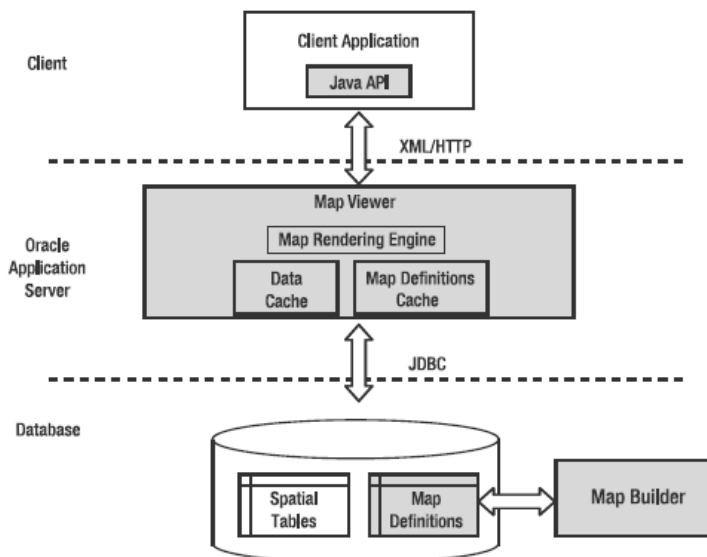 Client Application
Client
Java API
XML/HTTP
Map Viewer
Map Rendering Engine
Oracle
Application
Server
Data
Cache
Map Definitions
Cache
JDBC
Database
Spatial
Tables
Map
Definitions
Map Builder